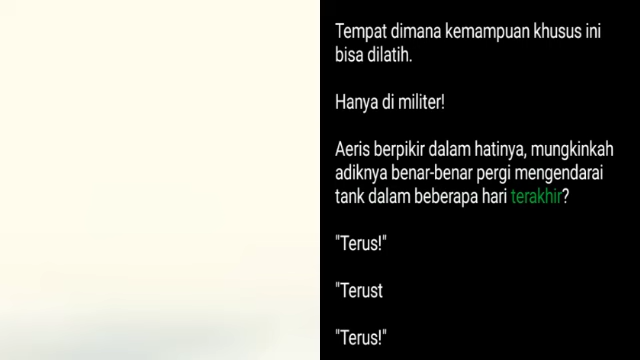 Tempat dimana kemampuan khusus ini
bisa dilatih.
Hanya di militer!
Aeris berpikir dalam hatinya, mungkinkah
adiknya benar-benar pergi mengendarai
tank dalam beberapa hari terakhir?
"Terus!"
"Terust
"Terus!"